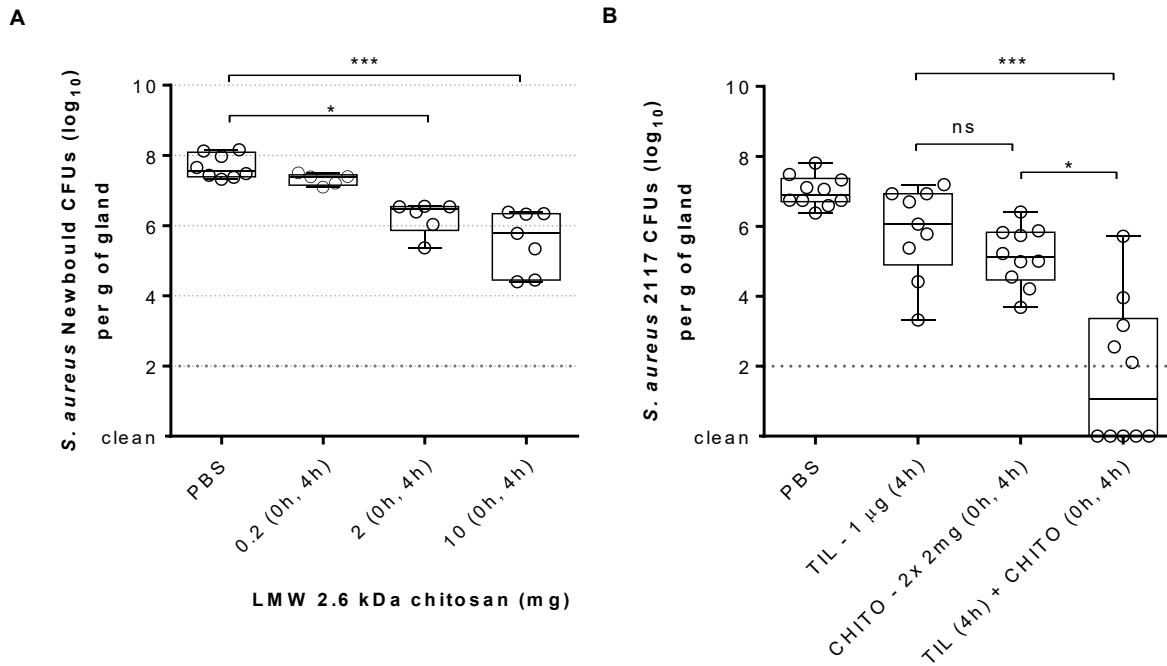 A
S. aureus Newbould CFUs (log10)
per g of gland
10
8
6
4
2
clean
***
*
PBS
0.2 (0h, 4h)
2 (0h, 4h)
10 (0h, 4h)
LMW 2.6 kDa chitosan (mg)
B
S. aureus 2117 CFUs (log10)
per g of gland
10
8
6
4
2
clean
***
ns
*
PBS
TIL - 1 μg (4h)
CHITO - 2x 2mg (0h, 4h)
TIL (4h) + CHITO (0h, 4h)